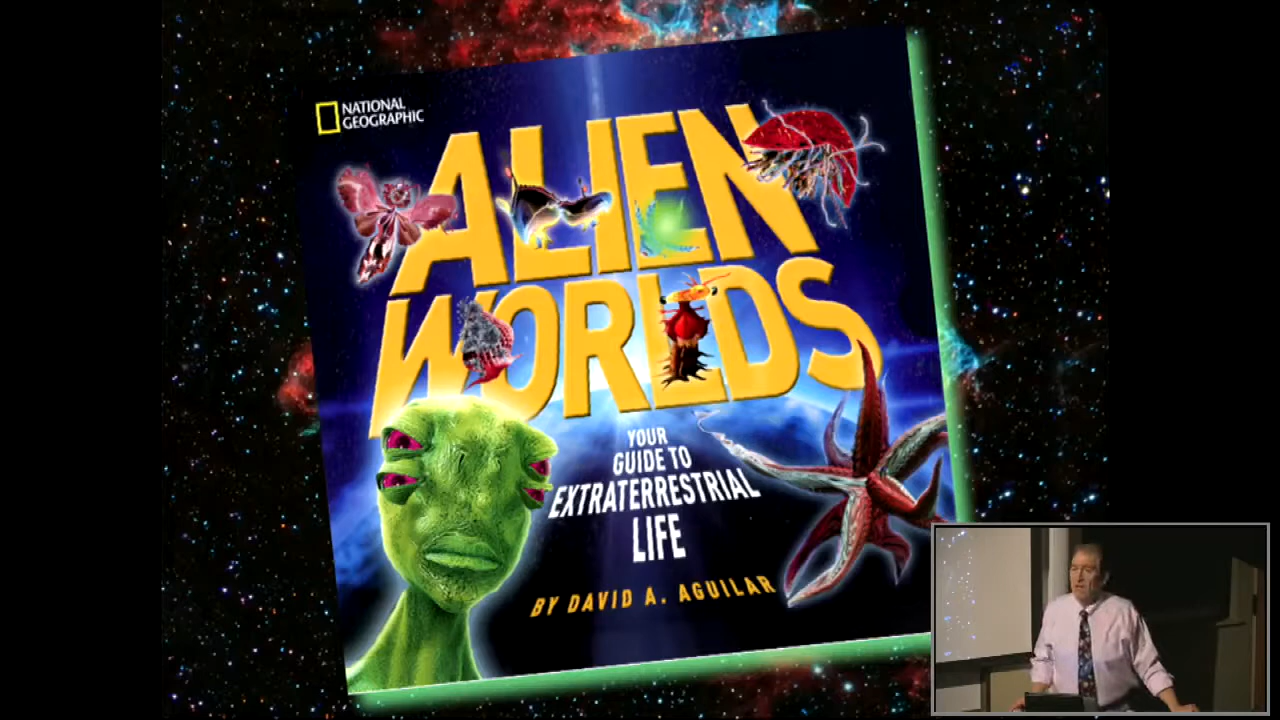 NATIONAL
GEOGRAPHIC
ALIEN
WORLDS
YOUR
GUIDE TO
EXTRATERRESTRIAL
LIFE
BY DAVID A. AGUILAR